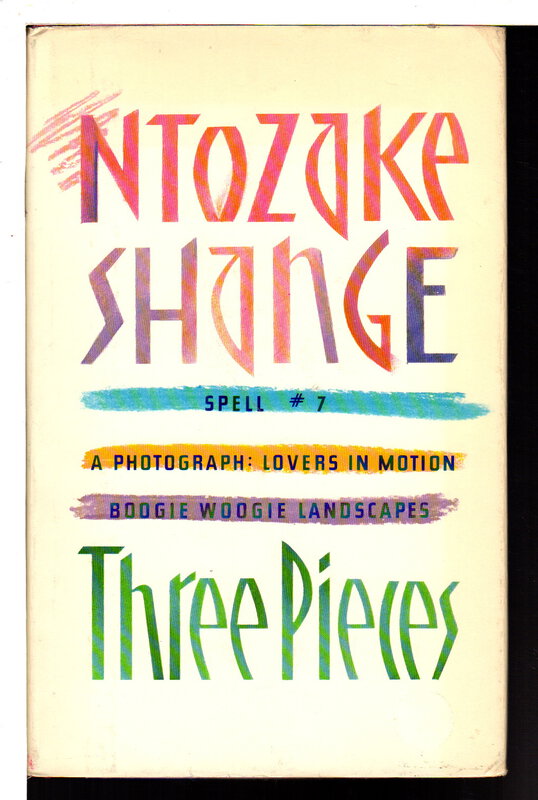 NTOZAKE
SHANGE
SPELL # 7
A PHOTOGRAPH: LOVERS IN MOTION
BOOGIE WOOGIE LANDSCAPES
Three Pieces